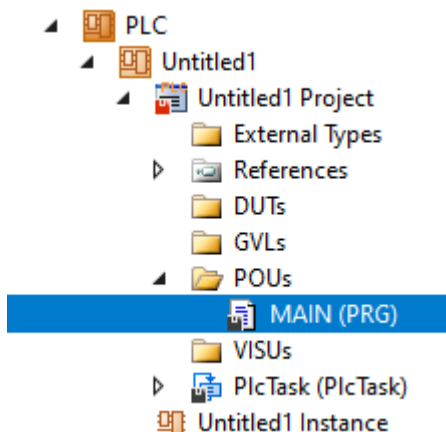 PLC
Untitled1
Untitled1 Project
External Types
References
DUTs
GVLs
POUs
MAIN (PRG)
VISUs
PlcTask (PlcTask)
Untitled1 Instance